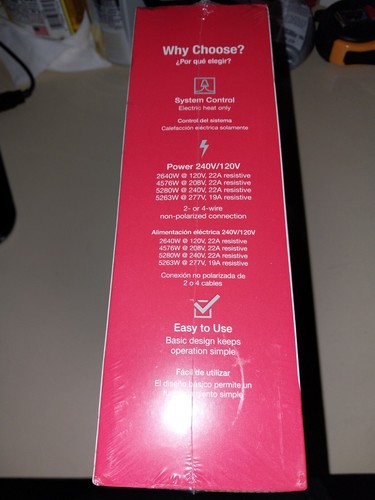 Why Choose?
¿Por qué elegir?
System Control
Electric heat only
Control del sistema
Calefacción eléctrica solamente
Power 240V/120V
2640W @ 120V, 22A resistive
4576W @ 208V, 22A resistive
5280W @ 240V, 22A resistive
5263W @ 277V, 19A resistive
2- or 4-wire
non-polarized connection
Alimentación eléctrica 240V/120V
2640W @ 120V, 22A resistive
4576W @ 208V, 22A resistive
5280W @ 240V, 22A resistive
5263W @ 277V, 19A resistive
Conexión no polarizada de
2 o 4 cables
Easy to Use
Basic design keeps
operation simple
Fácil de utilizar
El diseño básico permite un
simple